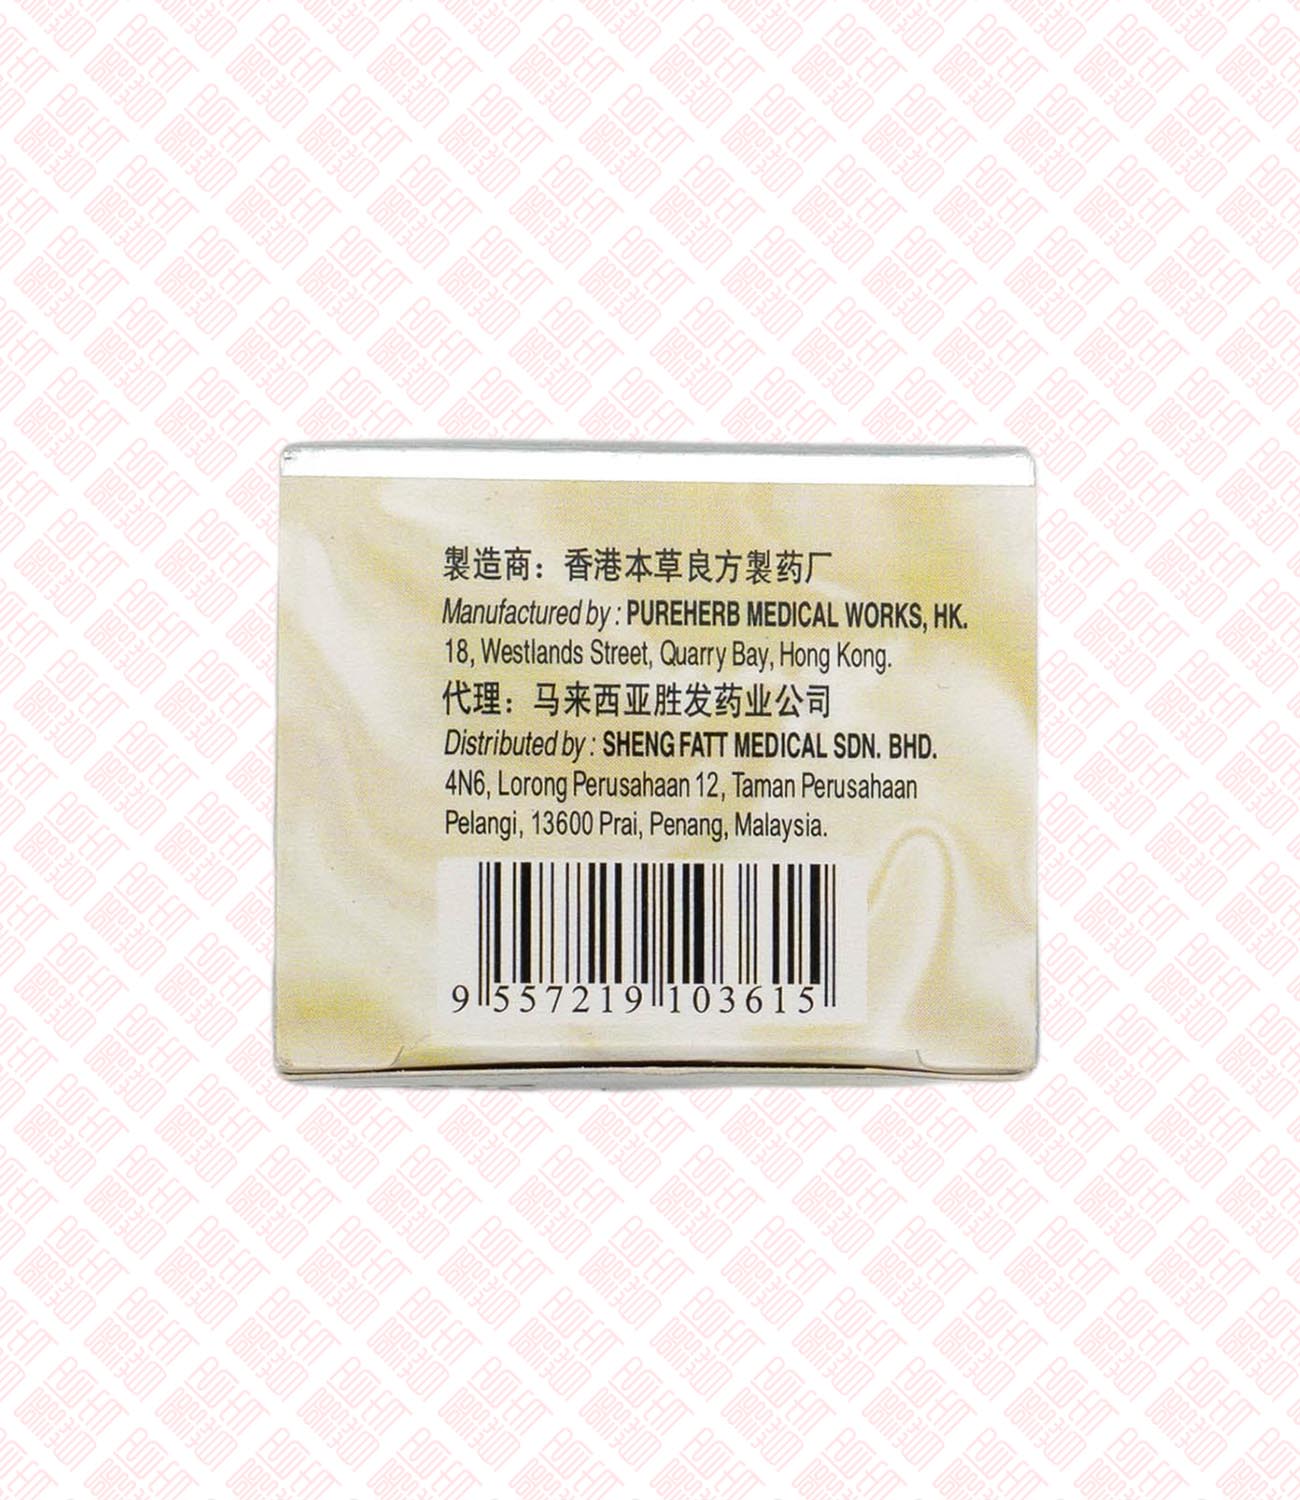 製造商：香港本草良方製药厂
Manufactured by : PUREHERB MEDICAL WORKS, HK.
18, Westlands Street, Quarry Bay, Hong Kong.
代理：马来西亚胜发药业公司
Distributed by : SHENG FATT MEDICAL SDN. BHD.
4N6, Lorong Perusahaan 12, Taman Perusahaan
Pelangi, 13600 Prai, Penang, Malaysia.
9 557219 103615